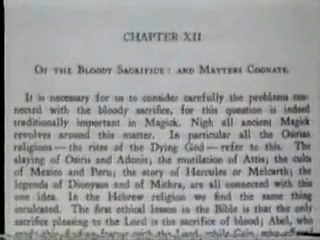 CHAPTER XII
OF THE BLOODY SACRIFICE: AND MATTERS COGNATE.
It is necessary for us to consider carefully the problems con-
nected with the bloody sacrifice, for this question is indeed
traditionally important in Magick. Nigh all ancient Magick
revolves around this matter. In particular all the Osirian
religions — the rites of the Dying God — refer to this. The
slaying of Osiris and Adonis; the mutilation of Attis; the cults
of Mexico and Peru; the story of Hercules or Melcarth; the
legends of Dionysus and of Mithra, are all connected with this
one idea. In the Hebrew religion we find the same thing
inculcated. The first ethical lesson in the Bible is that the only
sacrifice pleasing to the Lord is the sacrifice of blood; Abel, who